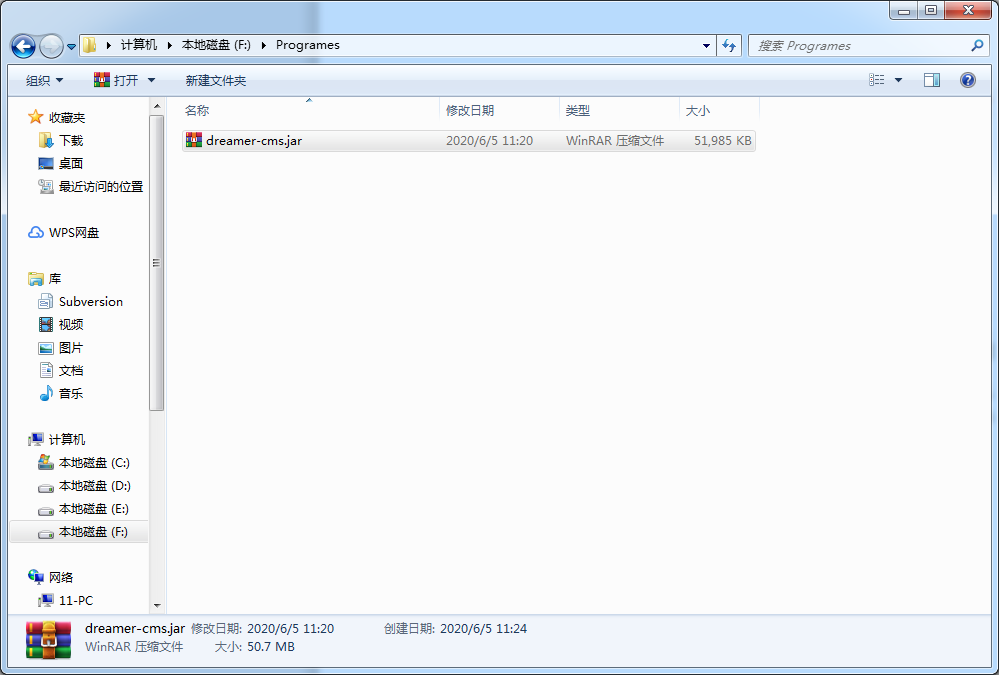 计算机 本地磁盘 (F:) Programes
搜索 Programes
组织 打开 新建文件夹
名称 修改日期 类型 大小
dreamer-cms.jar 2020/6/5 11:20 WinRAR 压缩文件 51,985 KB
收藏夹
下载
桌面
最近访问的位置
WPS网盘
库
Subversion
视频
图片
文档
音乐
计算机
本地磁盘 (C:)
本地磁盘 (D:)
本地磁盘 (E:)
本地磁盘 (F:)
网络
11-PC
dreamer-cms.jar 修改日期: 2020/6/5 11:20 创建日期: 2020/6/5 11:24
WinRAR 压缩文件 大小: 50.7 MB